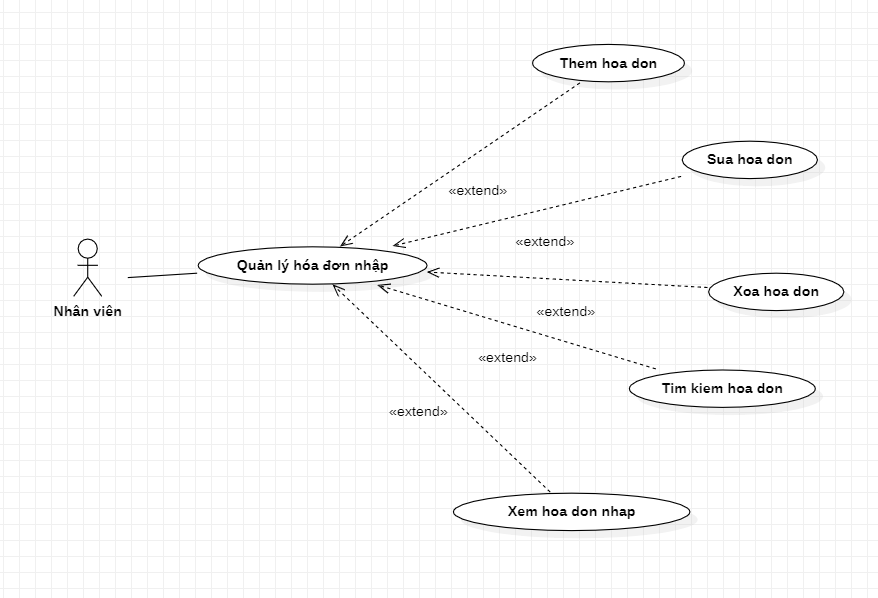 Them hoa don
Sua hoa don
«extend»
«extend»
Quản lý hóa đơn nhập
Xoa hoa don
Nhân viên
«extend»
«extend»
Tim kiem hoa don
«extend»
Xem hoa don nhap